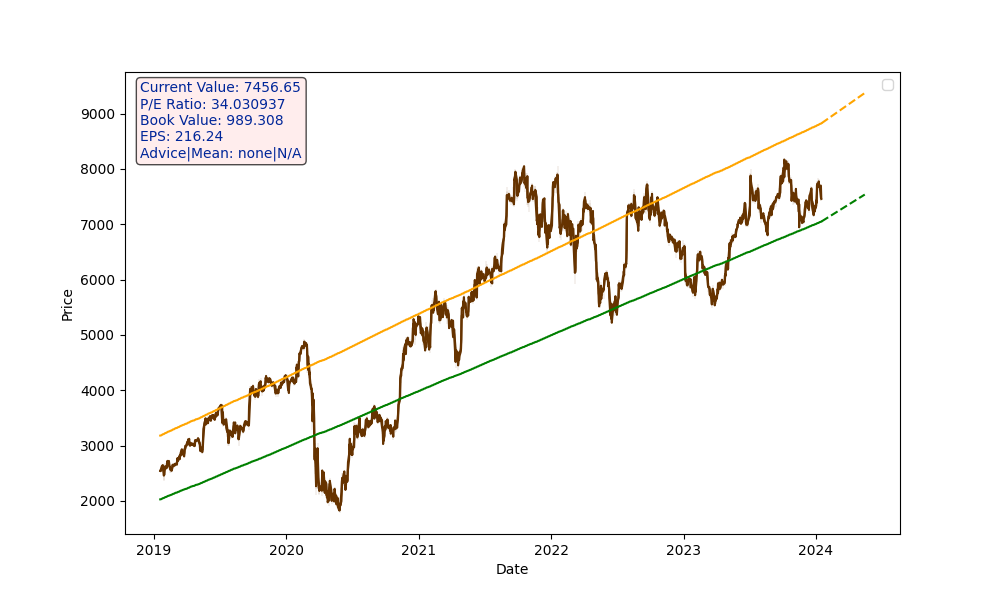 Current Value: 7456.65
P/E Ratio: 34.030937
Book Value: 989.308
EPS: 216.24
Advice|Mean: none|N/A
9000
8000
7000
6000
5000
4000
3000
2000
Price
2019 2020 2021 2022 2023 2024
Date